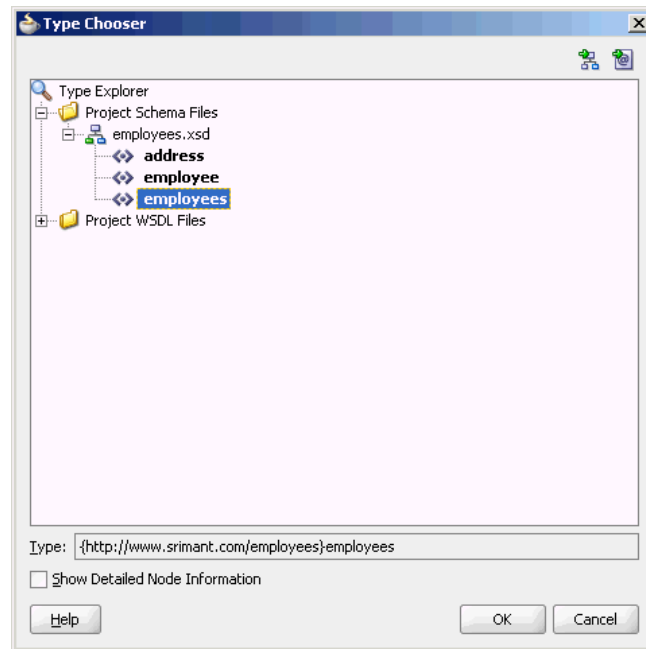 Type Chooser
Type Explorer
Project Schema Files
employees.xsd
address
employee
employees
Project WSDL Files
Type: {http://www.srimant.com/employees}employees
Show Detailed Node Information
Help OK Cancel